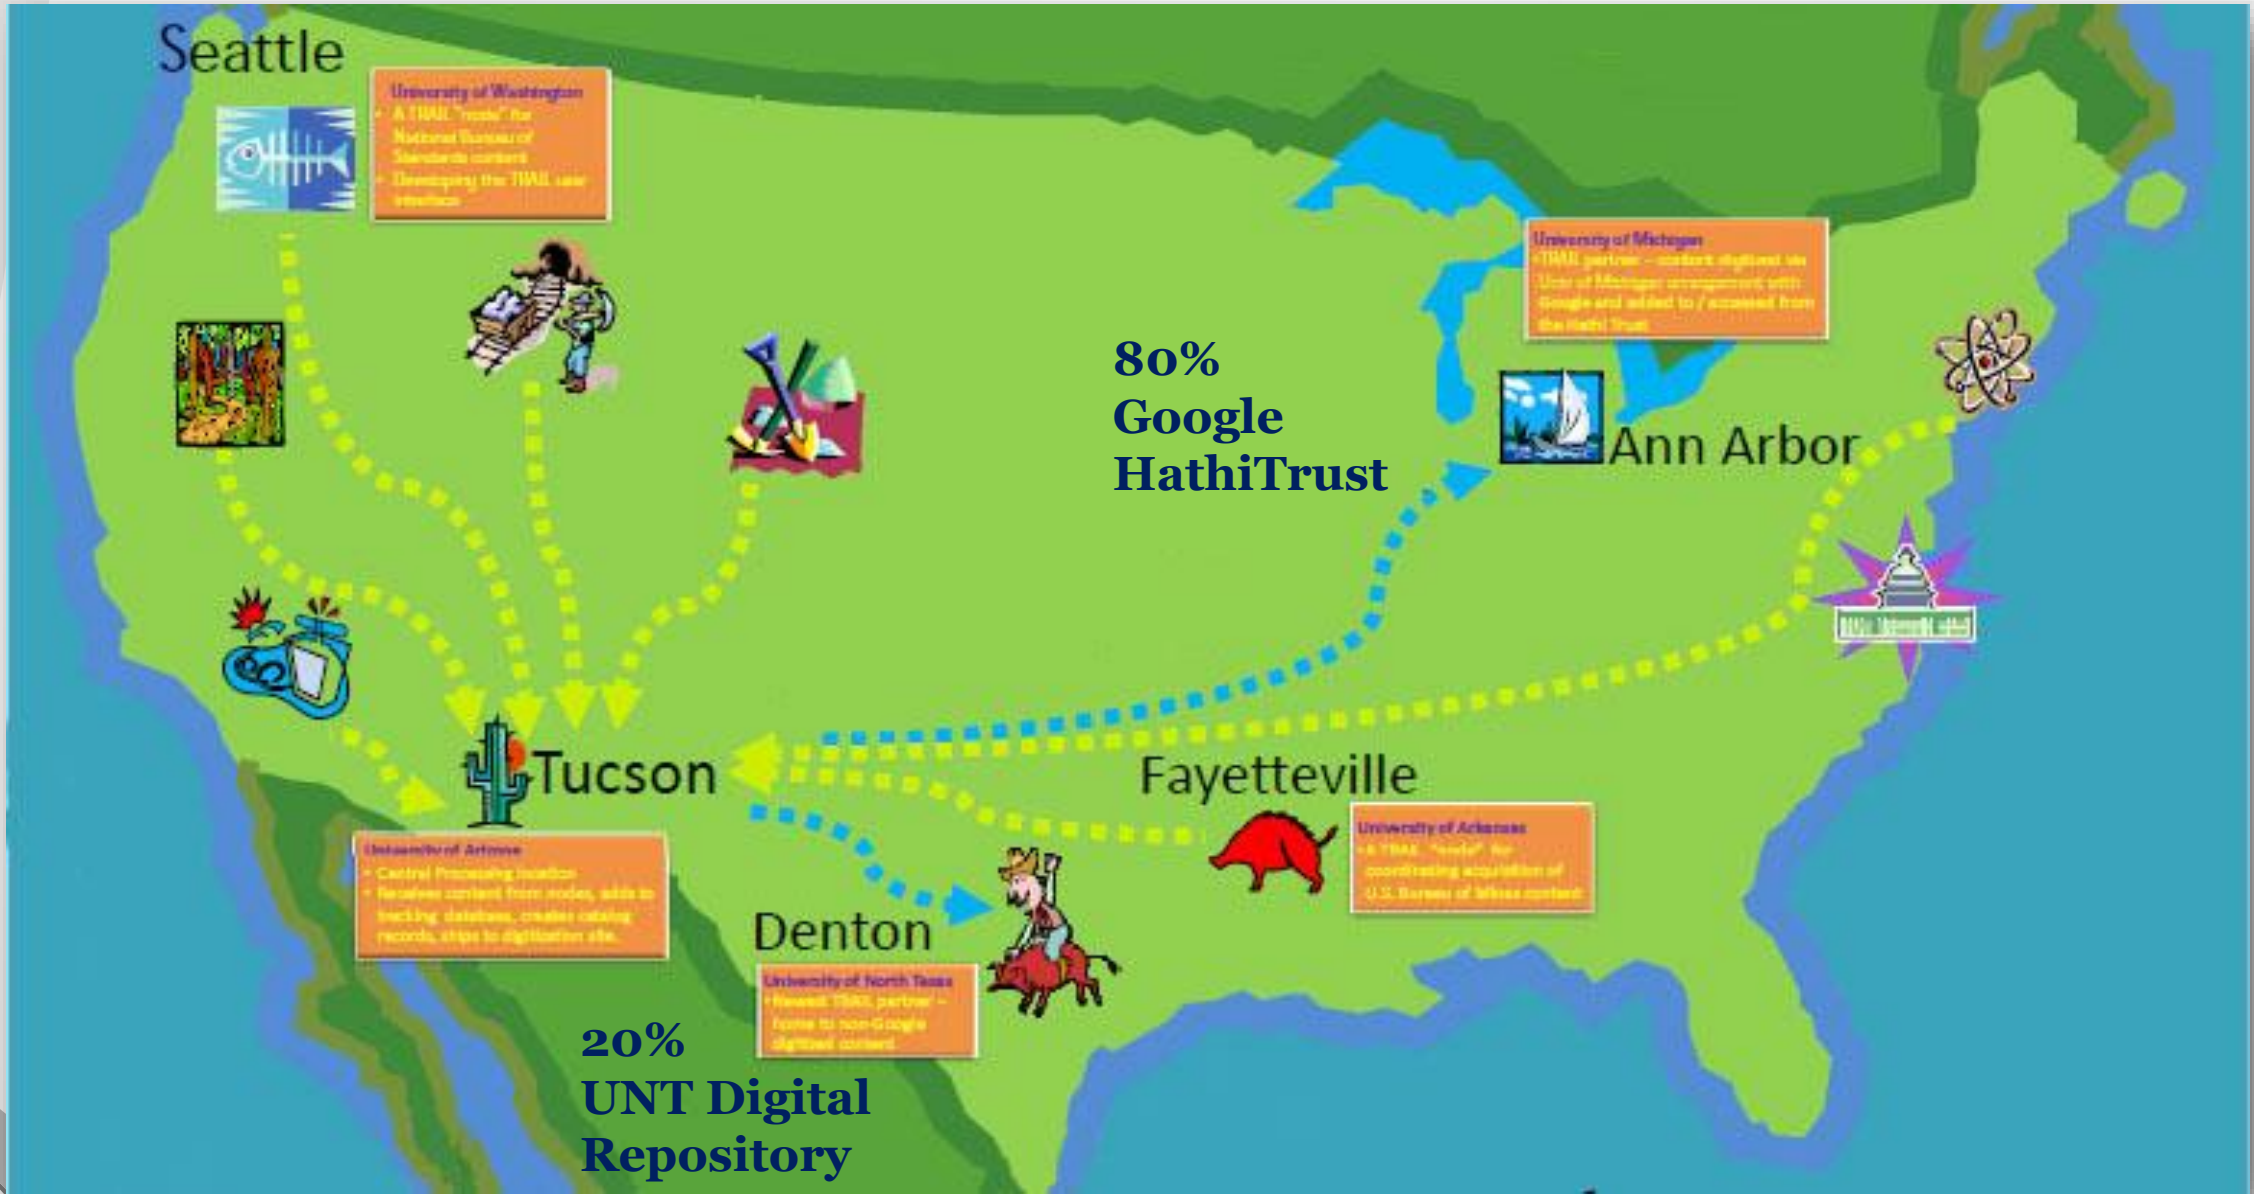 Seattle
University of Washington
• A TRAIL "node" for
National Bureau of
Standards content
• Developing the TRAIL user
interface
University of Michigan
•TRAIL partner – content digitized via
Univ of Michigan arrangement with
Google and added to / accessed from
the Hathi Trust
80%
Google
HathiTrust
Ann Arbor
Tucson
University of Arizona
• Central Processing location
• Receives content from nodes, adds to
tracking database, creates catalog
records, ships to digitization site.
Fayetteville
University of Arkansas
•A TRAIL "node" for
coordinating acquisition of
U.S. Bureau of Mines content
Denton
University of North Texas
•Newest TRAIL partner –
home to non-Google
digitized content
20%
UNT Digital
Repository